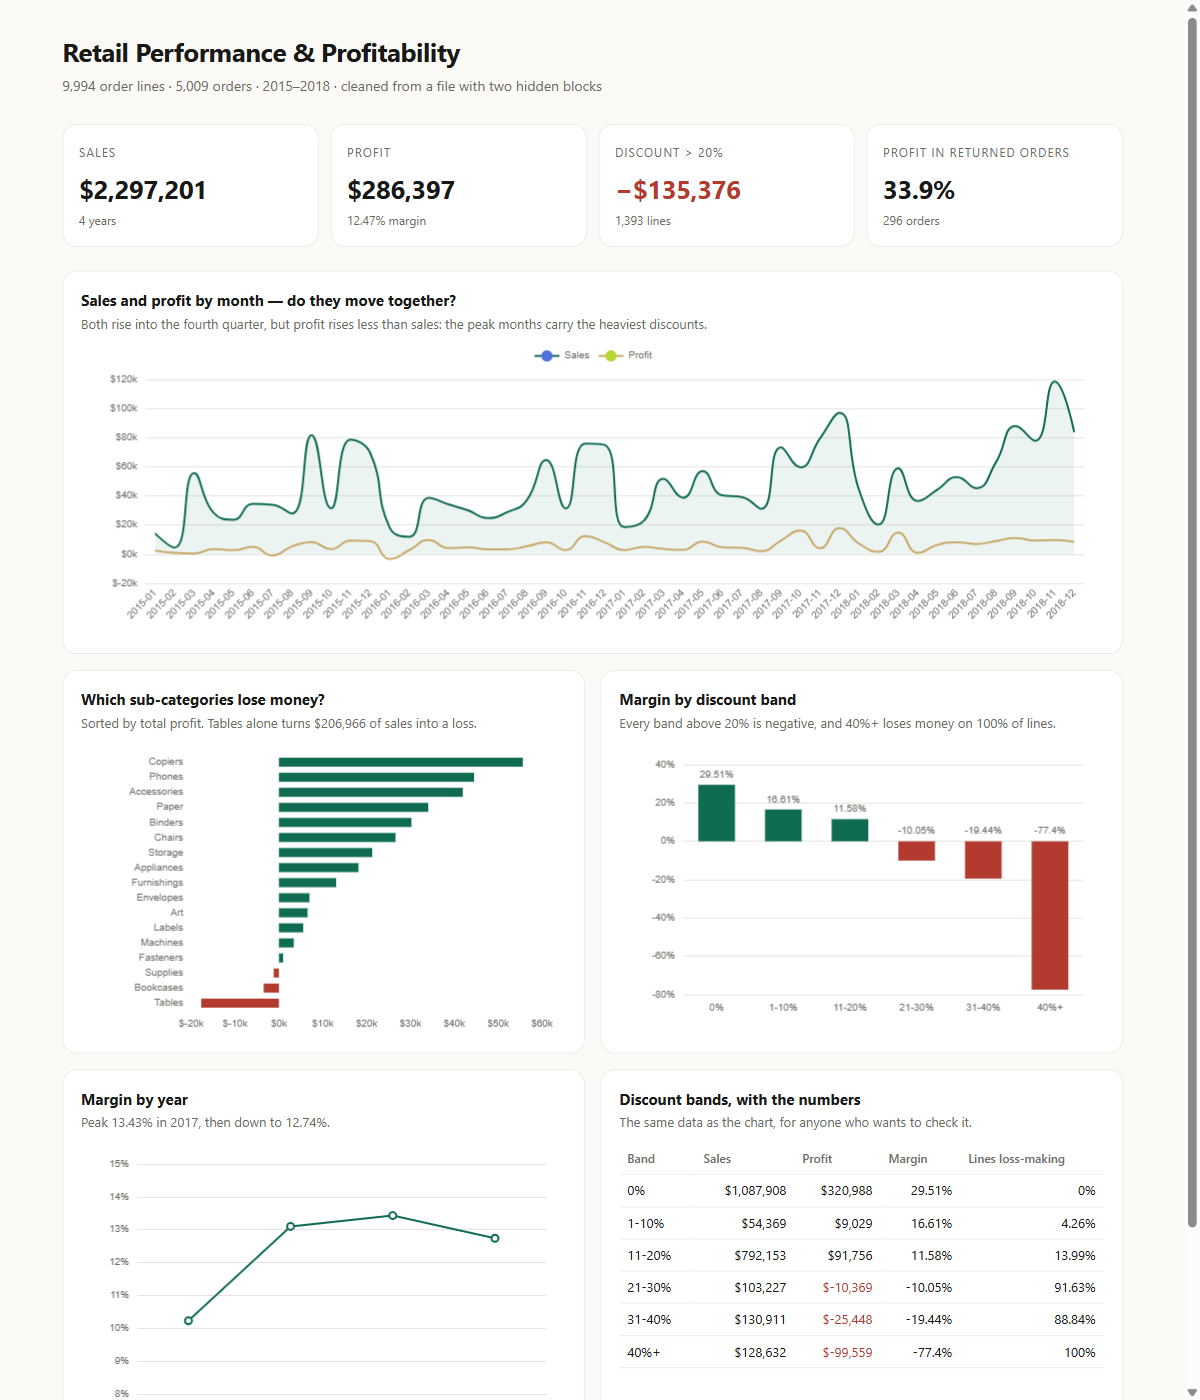 Retail Performance & Profitability
9,994 order lines · 5,009 orders · 2015–2018 · cleaned from a file with two hidden blocks
SALES
$2,297,201
4 years
PROFIT
$286,397
12.47% margin
DISCOUNT > 20%
−$135,376
1,393 lines
PROFIT IN RETURNED ORDERS
33.9%
296 orders
Sales and profit by month — do they move together?
Both rise into the fourth quarter, but profit rises less than sales: the peak months carry the heaviest discounts.
Sales Profit
$120k
$100k
$80k
$60k
$40k
$20k
$0k
$-20k
2015-01 2015-02 2015-03 2015-04 2015-05 2015-06 2015-07 2015-08 2015-09 2015-10 2015-11 2015-12 2016-01 2016-02 2016-03 2016-04 2016-05 2016-06 2016-07 2016-08 2016-09 2016-10 2016-11 2016-12 2017-01 2017-02 2017-03 2017-04 2017-05 2017-06 2017-07 2017-08 2017-09 2017-10 2017-11 2017-12 2018-01 2018-02 2018-03 2018-04 2018-05 2018-06 2018-07 2018-08 2018-09 2018-10 2018-11 2018-12
Which sub-categories lose money?
Sorted by total profit. Tables alone turns $206,966 of sales into a loss.
Copiers
Phones
Accessories
Paper
Binders
Chairs
Storage
Appliances
Furnishings
Envelopes
Art
Labels
Machines
Fasteners
Supplies
Bookcases
Tables
$-20k $-10k $0k $10k $20k $30k $40k $50k $60k
Margin by discount band
Every band above 20% is negative, and 40%+ loses money on 100% of lines.
40%
20%
0%
-20%
-40%
-60%
-80%
29.51% 16.61% 11.58% -10.05% -19.44% -77.4%
0% 1-10% 11-20% 21-30% 31-40% 40%+
Margin by year
Peak 13.43% in 2017, then down to 12.74%.
15%
14%
13%
12%
11%
10%
9%
8%
Discount bands, with the numbers
The same data as the chart, for anyone who wants to check it.
Band Sales Profit Margin Lines loss-making
0% $1,087,908 $320,988 29.51% 0%
1-10% $54,369 $9,029 16.61% 4.26%
11-20% $792,153 $91,756 11.58% 13.99%
21-30% $103,227 $-10,369 -10.05% 91.63%
31-40% $130,911 $-25,448 -19.44% 88.84%
40%+ $128,632 $-99,559 -77.4% 100%